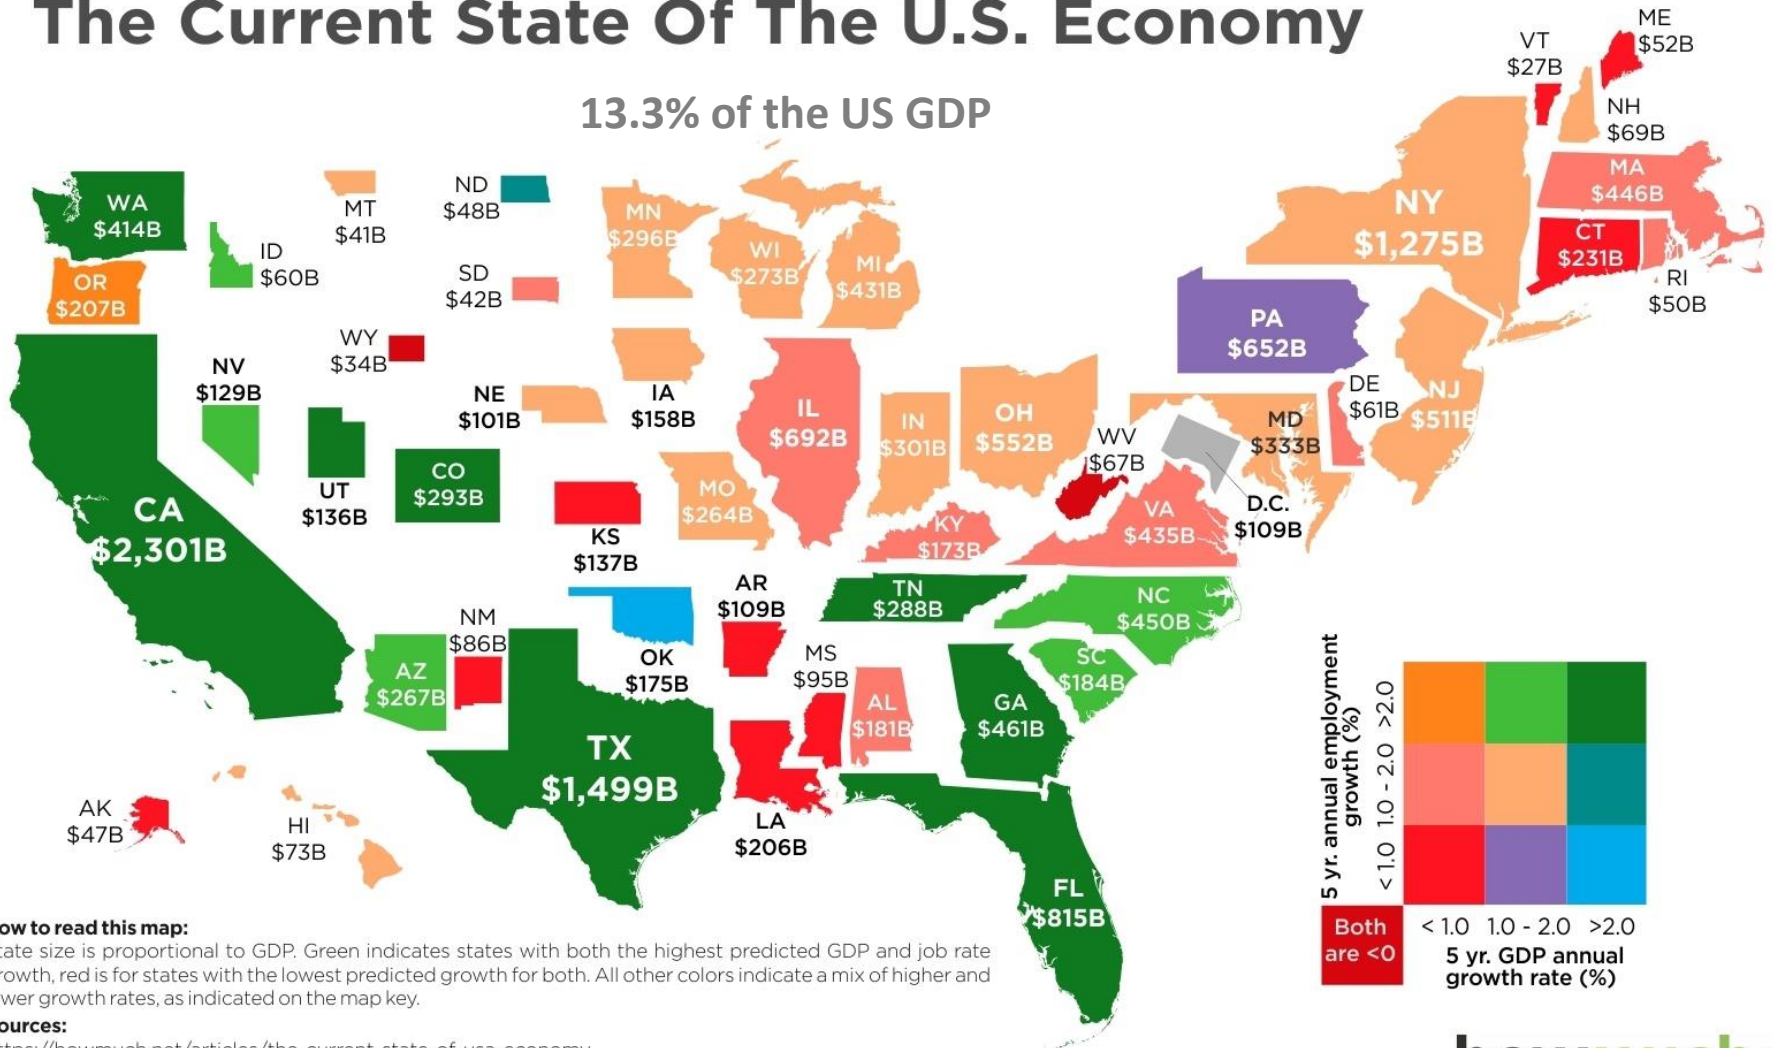 The Current State Of The U.S. Economy
13.3% of the US GDP
ME
$52B
VT
$27B
NH
$69B
MA
$446B
NY
$1,275B
CT
$231B
RI
$50B
WA
$414B
MT
$41B
ND
$48B
MN
$296B
WI
$273B
MI
$431B
ID
$60B
OR
$207B
SD
$42B
PA
$652B
WY
$34B
NV
$129B
NE
$101B
IA
$158B
IL
$692B
IN
$301B
OH
$552B
DE
$61B
NJ
$511B
MD
$333B
WV
$67B
UT
$136B
CO
$293B
CA
$2,301B
KS
$137B
MO
$264B
KY
$173B
VA
$435B
D.C.
$109B
AR
$109B
TN
$288B
NC
$450B
NM
$86B
AZ
$267B
OK
$175B
MS
$95B
AL
$181B
GA
$461B
SC
$184B
TX
$1,499B
LA
$206B
AK
$47B
HI
$73B
FL
$815B
5 yr. annual employment
growth (%)
>2.0
1.0 - 2.0
< 1.0
Both
are <0
< 1.0 1.0 - 2.0 >2.0
5 yr. GDP annual
growth rate (%)
ow to read this map:
tate size is proportional to GDP. Green indicates states with both the highest predicted GDP and job rate
rowth, red is for states with the lowest predicted growth for both. All other colors indicate a mix of higher and
wer growth rates, as indicated on the map key.
ources:
ttps://howmuch.net/articles/the-current-state-of-usa-economy